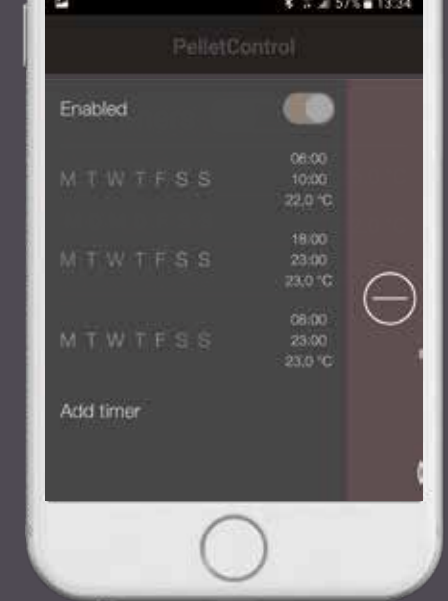 57% 13:34
PelletControl
Enabled
06:00
M T W T F S S 10:00
22,0 °C
18:00
M T W T F S S 23:00
23,0 °C
08:00
M T W T F S S 23:00
23,0 °C
Add timer